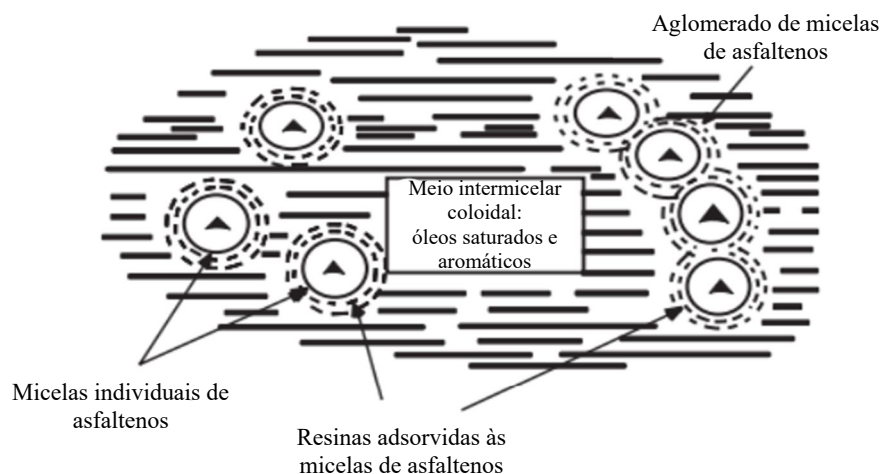 Aglomerado de micelas
de asfaltenos
Meio intermicelar
coloidal:
óleos saturados e
aromáticos
Micelas individuais de
asfaltenos
Resinas adsorvidas às
micelas de asfaltenos